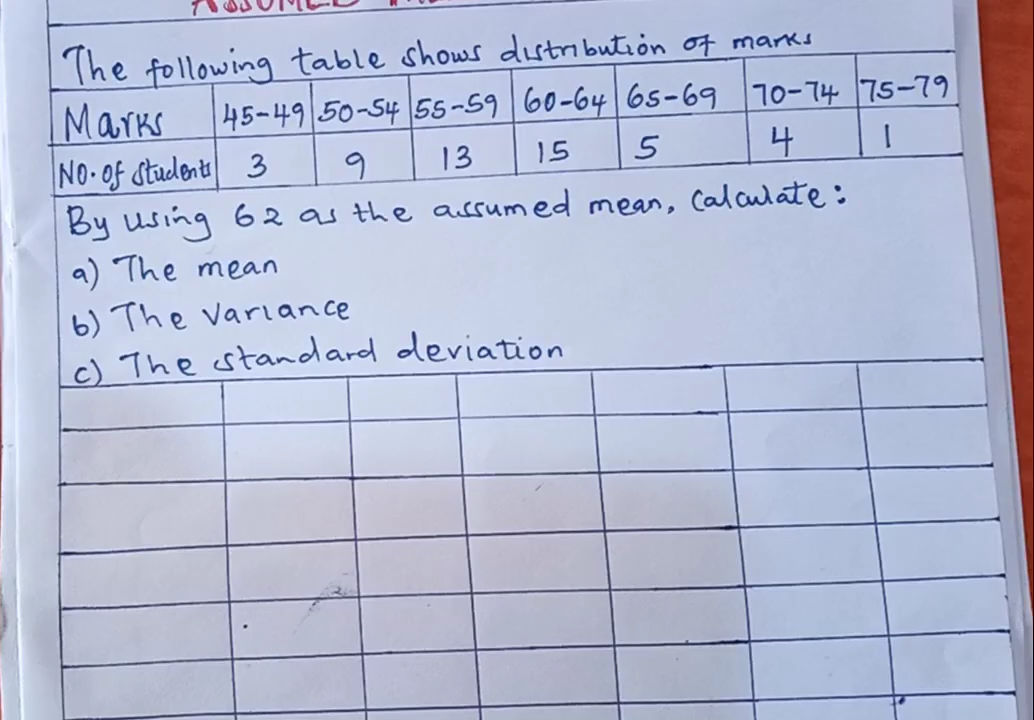 ASSUMED
The following table shows distribution of marks
Marks 45-49 50-54 55-59 60-64 65-69 70-74 75-79
No. of students 3 9 13 15 5 4 1
By using 62 as the assumed mean, calculate:
a) The mean
b) The variance
c) The standard deviation